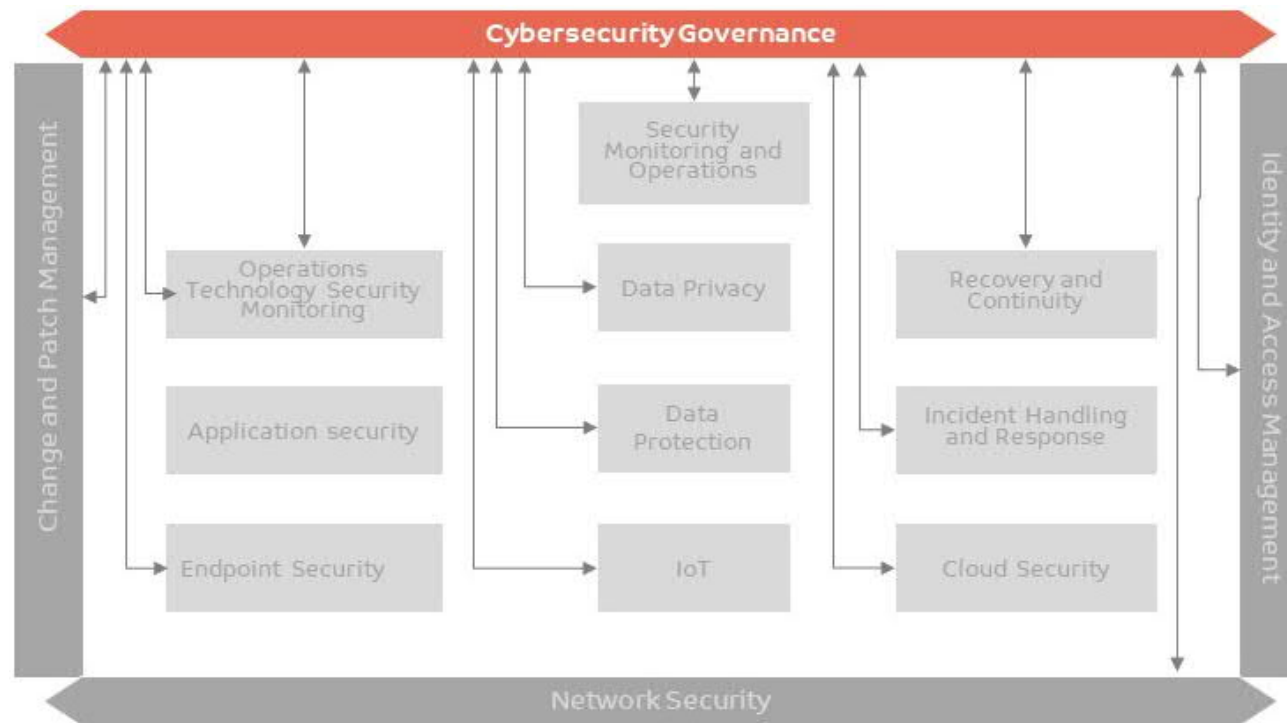 Cybersecurity Governance
Change and Patch Management
Security
Monitoring and
Operations
Identity and Access Management
Operations
Technology Security
Monitoring
Data Privacy
Recovery and
Continuity
Application security
Data
Protection
Incident Handling
and Response
Endpoint Security
IoT
Cloud Security
Network Security